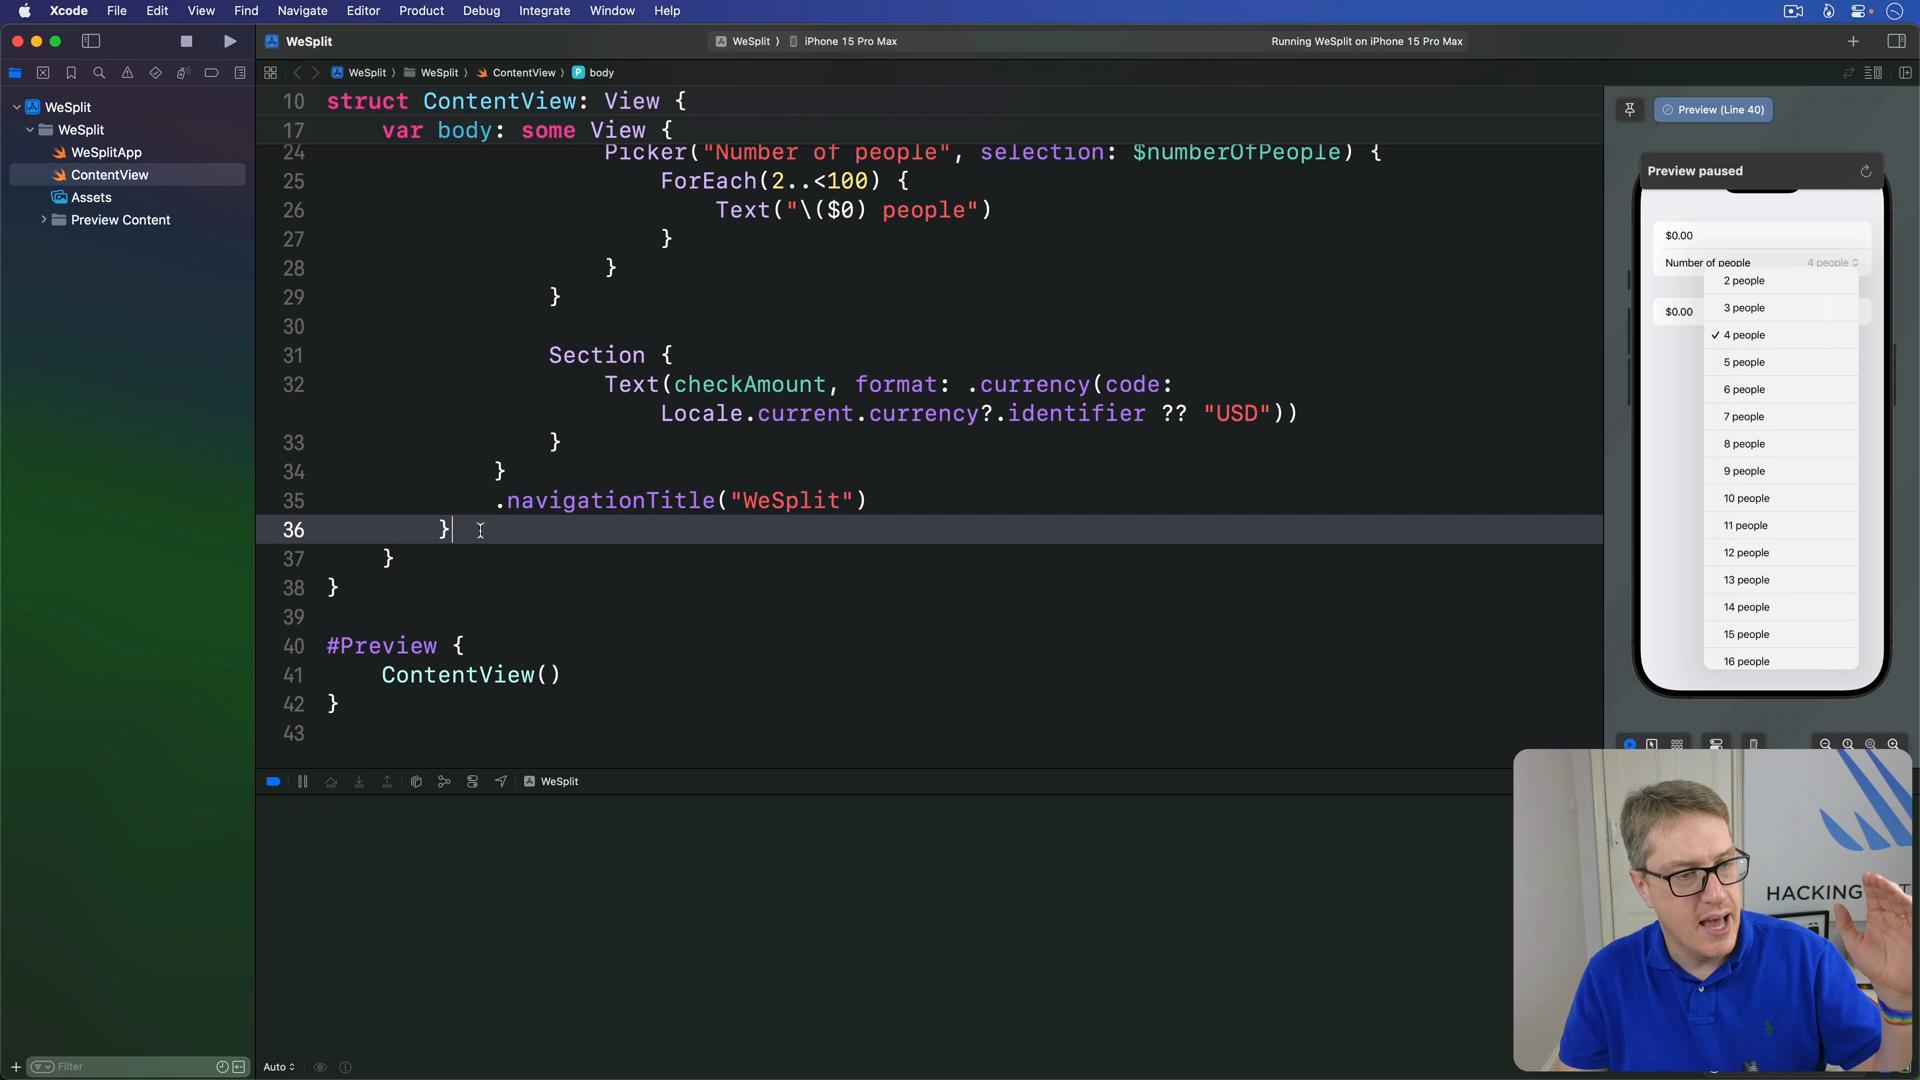 Xcode File Edit View Find Navigate Editor Product Debug Integrate Window Help
WeSplit
WeSplit 〉 iPhone 15 Pro Max
Running WeSplit on iPhone 15 Pro Max
WeSplit 〉 WeSplit 〉 ContentView 〉 P body
WeSplit
WeSplit
WeSplitApp
ContentView
Assets
Preview Content
10 struct ContentView: View {
17 var body: some View {
24 Picker("Number of people", selection: $numberOfPeople) {
25 ForEach(2..<100) {
26 Text("\($0) people")
27 }
28 }
29 }
30
31 Section {
32 Text(checkAmount, format: .currency(code:
Locale.current.currency?.identifier ?? "USD"))
33 }
34 }
35 .navigationTitle("WeSplit")
36 }
37 }
38 }
39
40 #Preview {
41 ContentView()
42 }
43
Preview (Line 40)
Preview paused
$0.00
Number of people 4 people
$0.00
2 people
3 people
✓ 4 people
5 people
6 people
7 people
8 people
9 people
10 people
11 people
12 people
13 people
14 people
15 people
16 people
WeSplit
HACKING
Filter
Auto